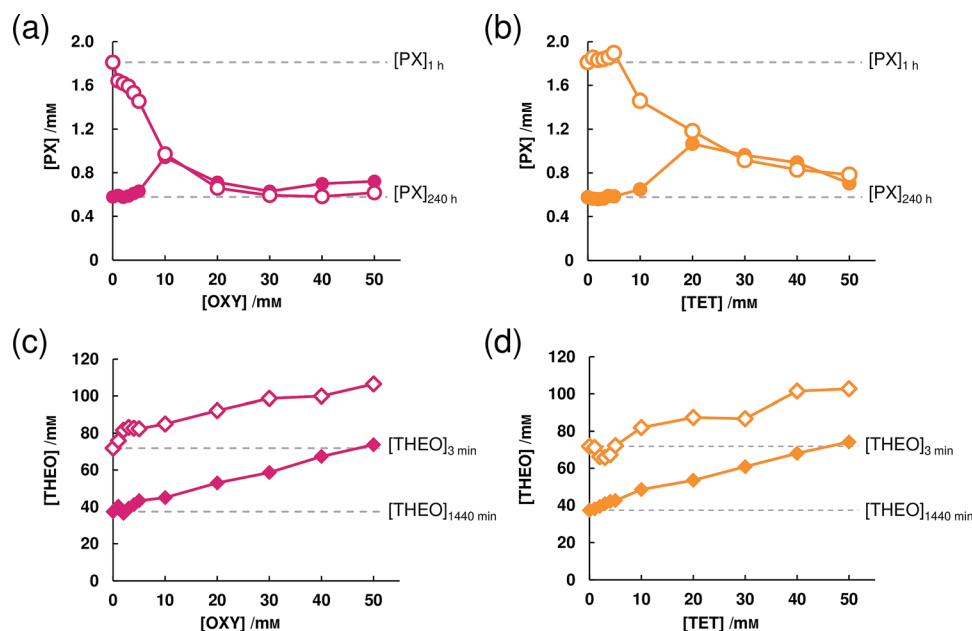 (a)
2.0
1.6
1.2
0.8
0.4
0
[PX] /mM
0 10 20 30 40 50
[OXY] /mM
[PX]1 h
[PX]240 h
(b)
2.0
1.6
1.2
0.8
0.4
0
[PX] /mM
0 10 20 30 40 50
[TET] /mM
[PX]1 h
[PX]240 h
(c)
120
100
80
60
40
20
0
[THEO] /mM
0 10 20 30 40 50
[OXY] /mM
[THEO]3 min
[THEO]1440 min
(d)
120
100
80
60
40
20
0
[THEO] /mM
0 10 20 30 40 50
[TET] /mM
[THEO]3 min
[THEO]1440 min